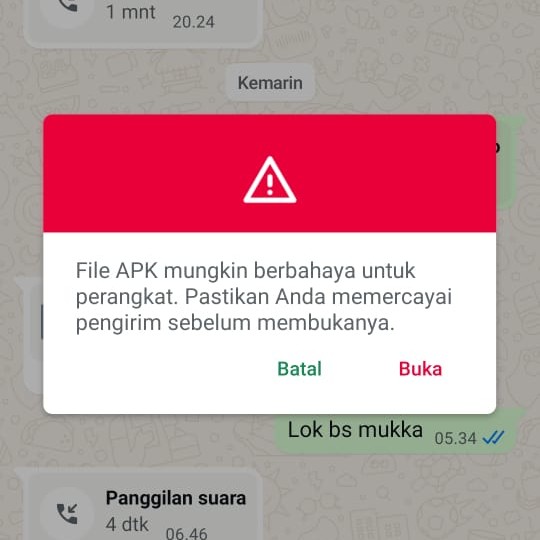 1 mnt
20.24
Kemarin
File APK mungkin berbahaya untuk
perangkat. Pastikan Anda memercayai
pengirim sebelum membukanya.
Batal
Buka
Lok bs mukka
05.34
Panggilan suara
4 dtk
06.46